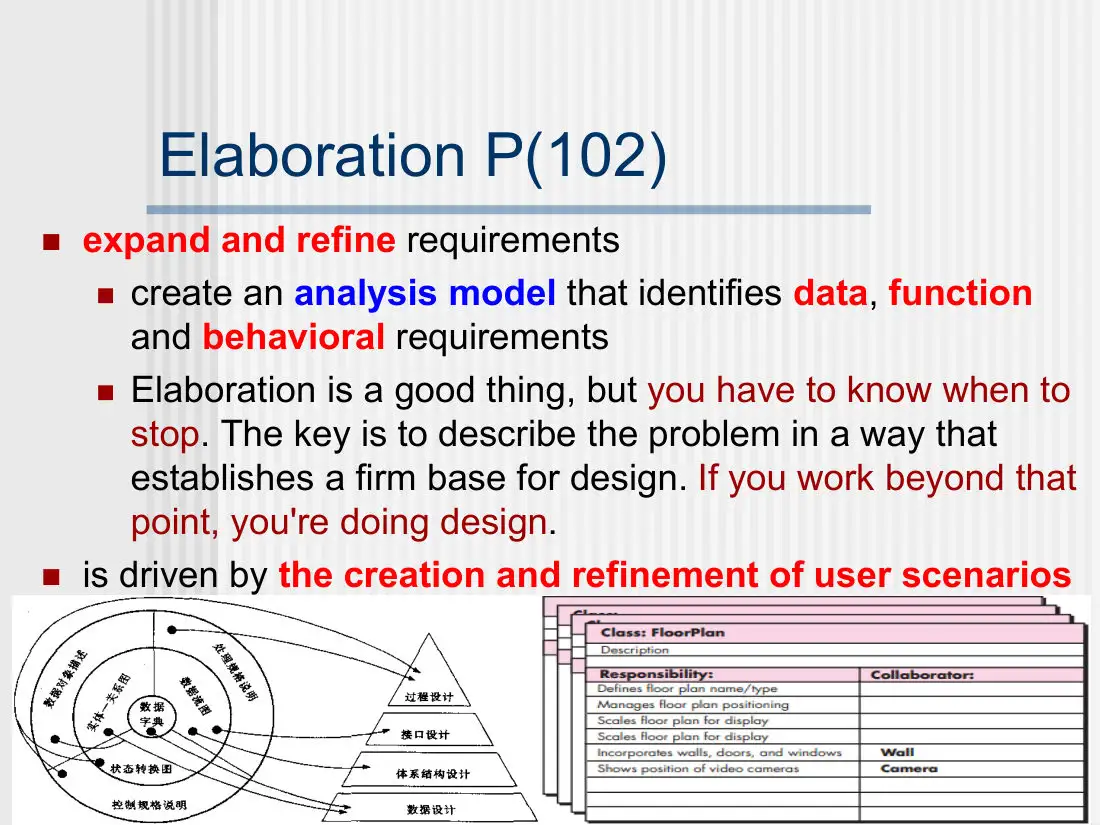 Elaboration P(102)
expand and refine requirements
create an analysis model that identifies data, function
and behavioral requirements
Elaboration is a good thing, but you have to know when to
stop. The key is to describe the problem in a way that
establishes a firm base for design. If you work beyond that
point, you're doing design.
is driven by the creation and refinement of user scenarios
数据对象描述
处理规格说明
实体一关系图
数据流图
数据
字典
状态转换图
控制规格说明
过程设计
接口设计
体系结构设计
数据设计
Class:
Class: FloorPlan
Description
Responsibility: Collaborator:
Defines floor plan name/type
Manages floor plan positioning
Scales floor plan for display
Scales floor plan for display
Incorporates walls, doors, and windows Wall
Shows position of video cameras Camera